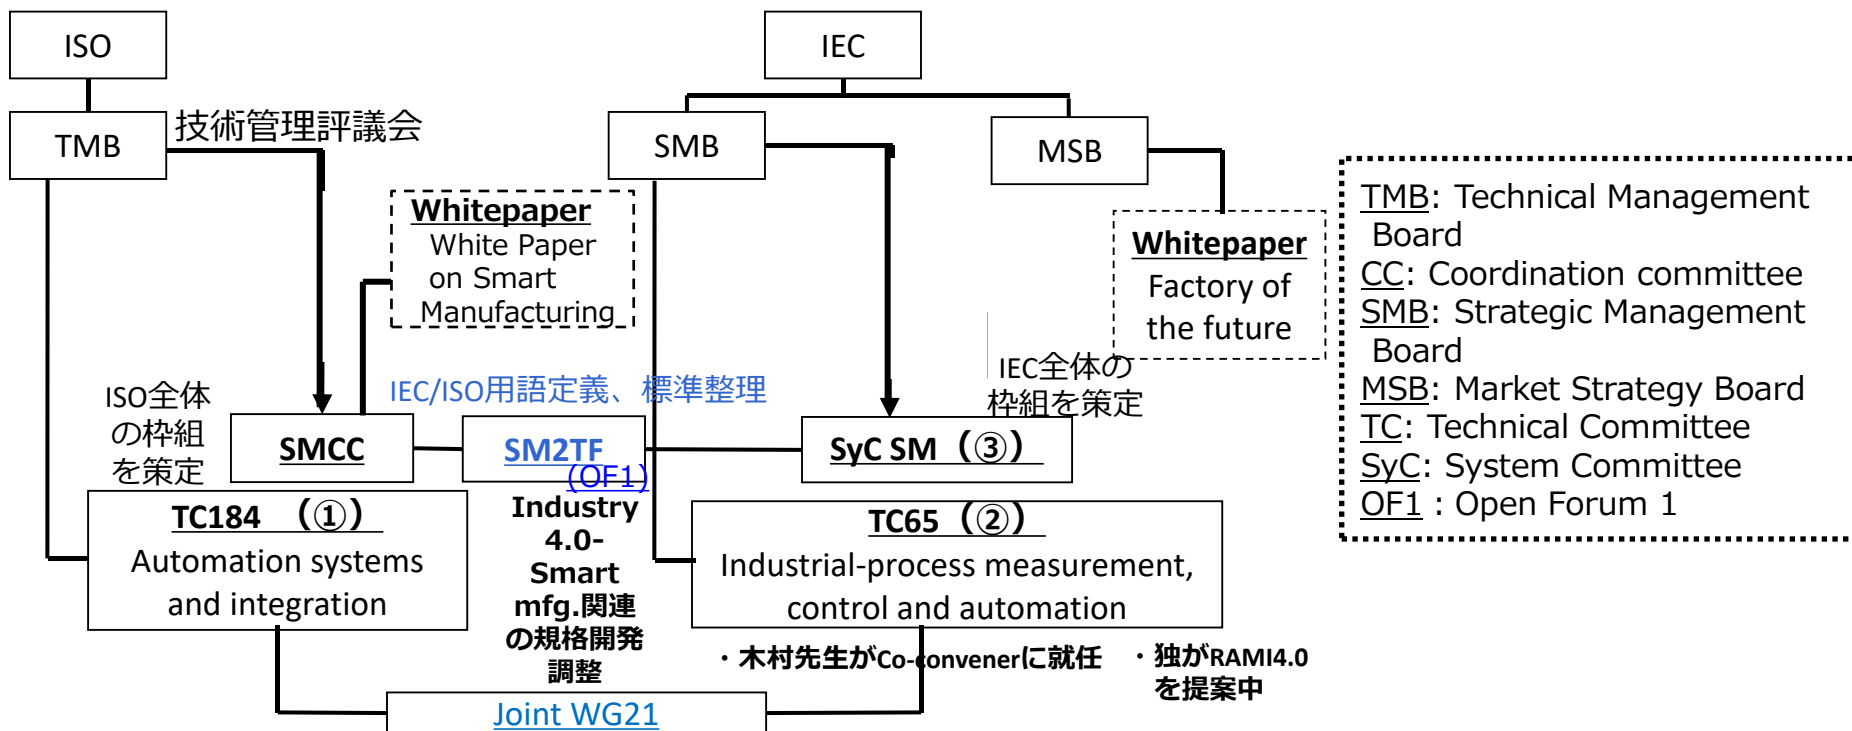 ISO
IEC
TMB
技術管理評議会
SMB
MSB
Whitepaper
White Paper
on Smart
Manufacturing
Whitepaper
Factory of
the future
TMB: Technical Management
Board
CC: Coordination committee
SMB: Strategic Management
Board
MSB: Market Strategy Board
TC: Technical Committee
SyC: System Committee
OF1 : Open Forum 1
ISO全体
の枠組
を策定
IEC/ISO用語定義、標準整理
IEC全体の
枠組を策定
SMCC
SM2TF
(OF1)
SyC SM（③）
Industry
4.0-
Smart
mfg.関連
の規格開発
調整
TC184 （①）
Automation systems
and integration
TC65（②）
Industrial-process measurement,
control and automation
・木村先生がCo-convenerに就任
・独がRAMI4.0
を提案中
Joint WG21